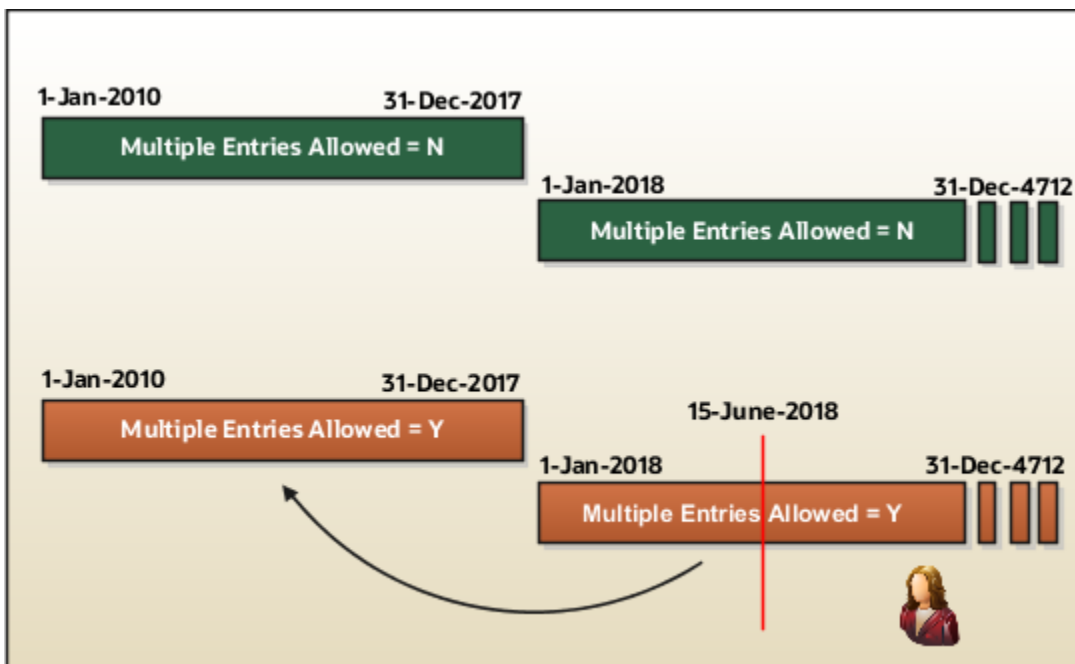 1-Jan-2010 31-Dec-2017
Multiple Entries Allowed = N
1-Jan-2018 31-Dec-4712
Multiple Entries Allowed = N
1-Jan-2010 31-Dec-2017
Multiple Entries Allowed = Y
15-June-2018
1-Jan-2018 31-Dec-4712
Multiple Entries Allowed = Y